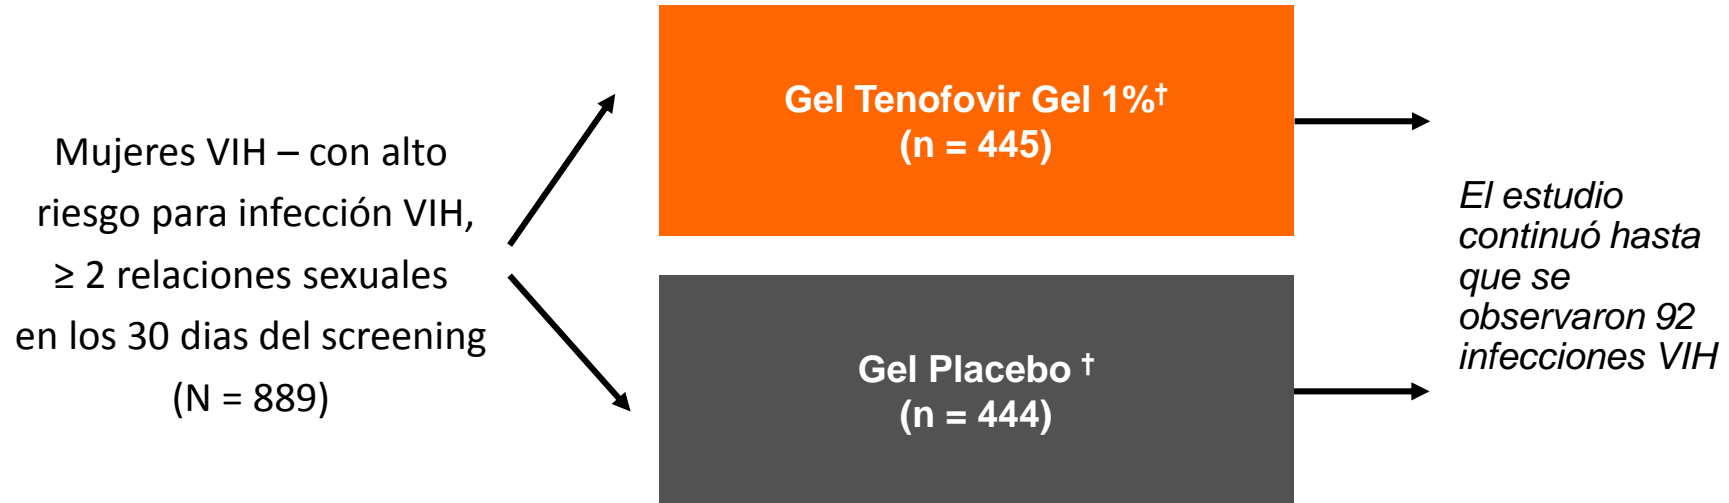 Mujeres VIH – con alto
riesgo para infección VIH,
≥ 2 relaciones sexuales
en los 30 dias del screening
(N = 889)
Gel Tenofovir Gel 1%†
(n = 445)
Gel Placebo †
(n = 444)
El estudio
continuó hasta
que se
observaron 92
infecciones VIH